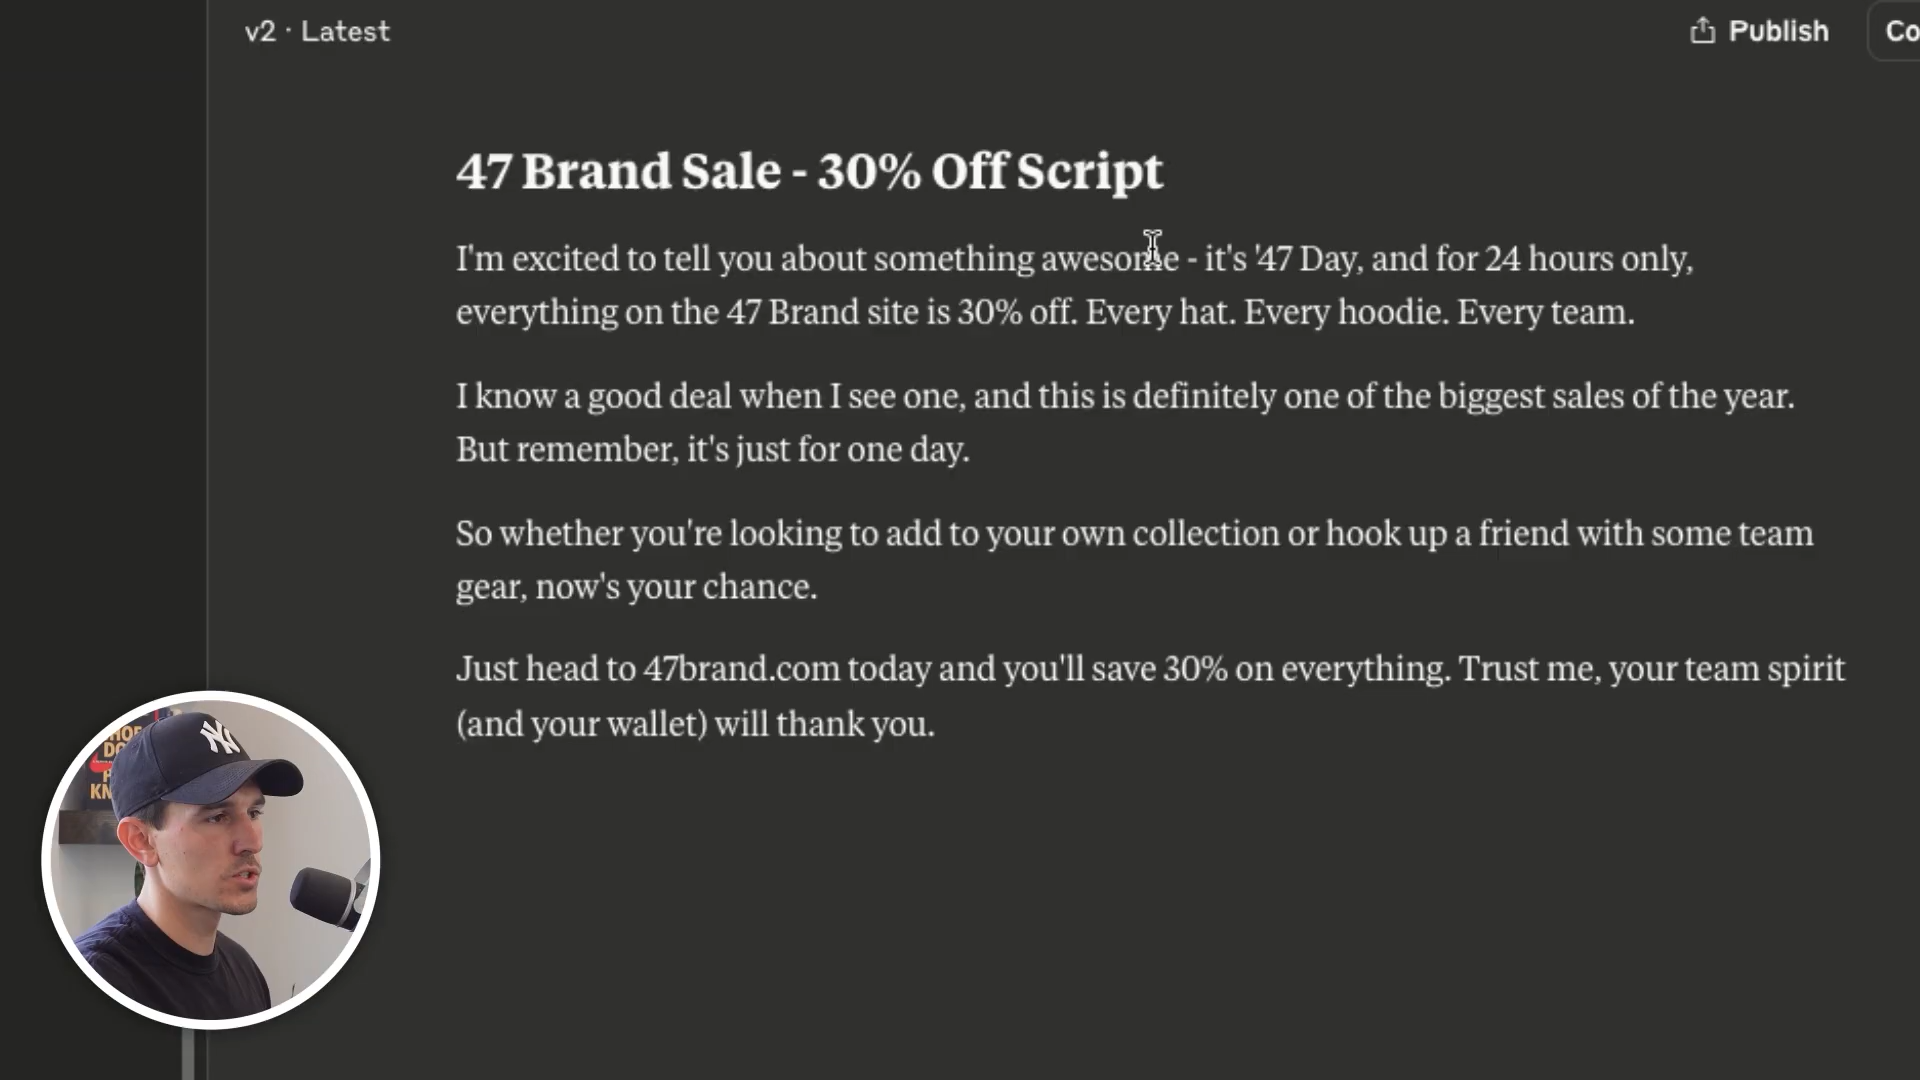 v2 · Latest
Publish
Co
47 Brand Sale - 30% Off Script
I'm excited to tell you about something awesome - it's '47 Day, and for 24 hours only,
everything on the 47 Brand site is 30% off. Every hat. Every hoodie. Every team.
I know a good deal when I see one, and this is definitely one of the biggest sales of the year.
But remember, it's just for one day.
So whether you're looking to add to your own collection or hook up a friend with some team
gear, now's your chance.
Just head to 47brand.com today and you'll save 30% on everything. Trust me, your team spirit
(and your wallet) will thank you.
NY
DO
KN